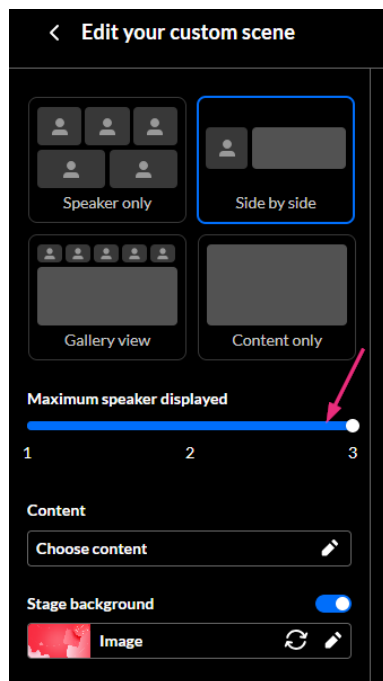 Edit your custom scene
Speaker only
Side by side
Gallery view
Content only
Maximum speaker displayed
1 2 3
Content
Choose content
Stage background
Image